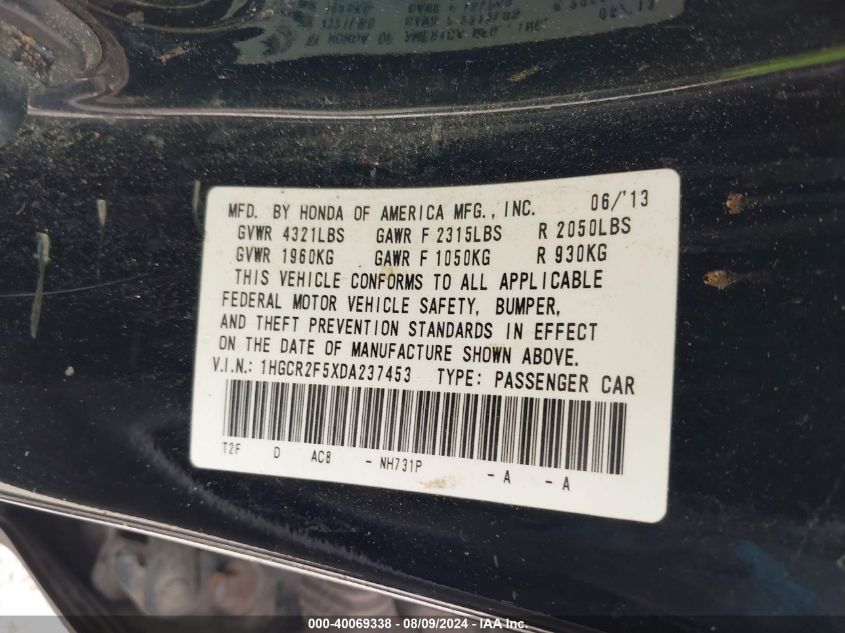 MFD. BY HONDA OF AMERICA MFG., INC. 06/'13
GVWR 4321LBS GAWR F 2315LBS R 2050LBS
GVWR 1960KG GAWR F 1050KG R 930KG
THIS VEHICLE CONFORMS TO ALL APPLICABLE
FEDERAL MOTOR VEHICLE SAFETY, BUMPER,
AND THEFT PREVENTION STANDARDS IN EFFECT
ON THE DATE OF MANUFACTURE SHOWN ABOVE.
V.I.N.: 1HGCR2F5XDA237453 TYPE: PASSENGER CAR
T2F D AC8 - NH731P - A - A
000-40069338 - 08/09/2024 - IAA Inc.